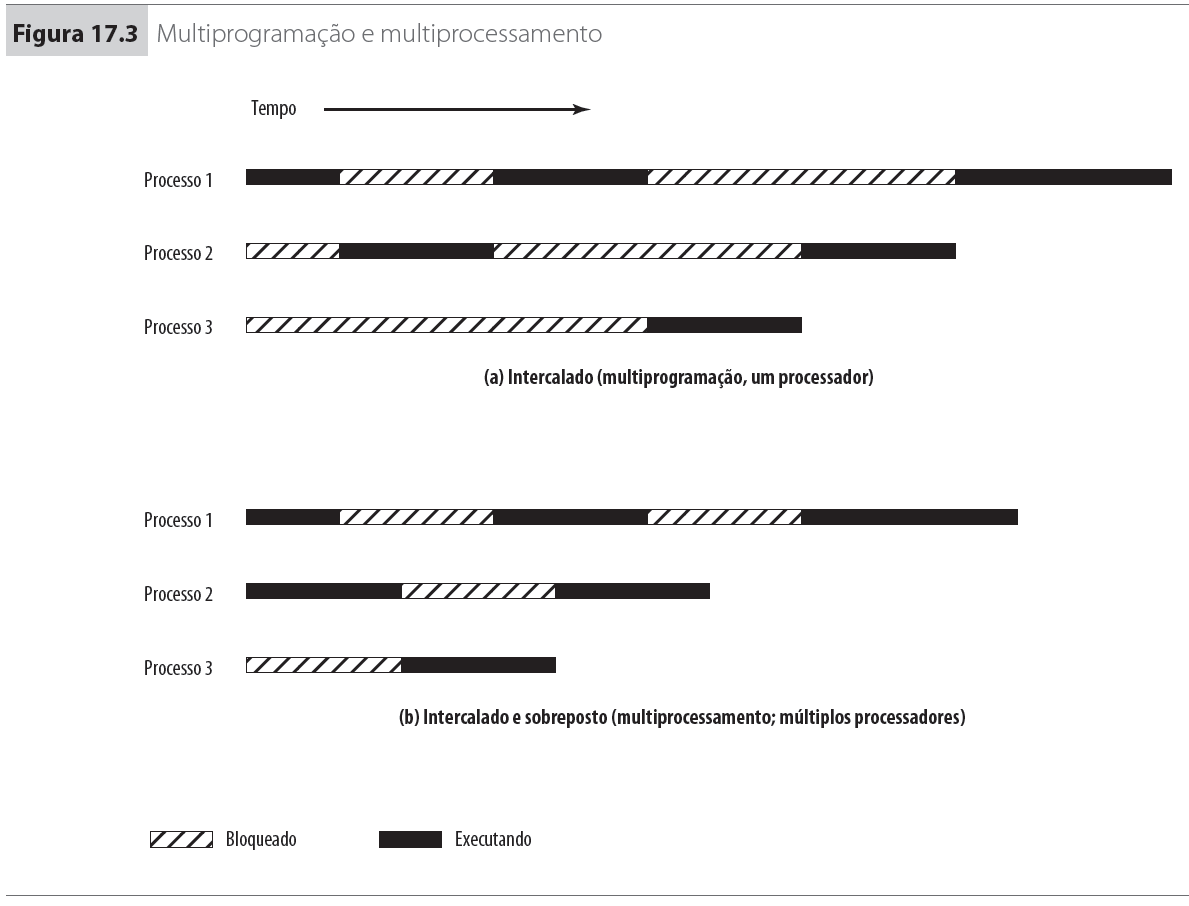 Figura 17.3 Multiprogramação e multiprocessamento
Tempo
Processo 1
Processo 2
Processo 3
(a) Intercalado (multiprogramação, um processador)
Processo 1
Processo 2
Processo 3
(b) Intercalado e sobreposto (multiprocessamento; múltiplos processadores)
Bloqueado Executando